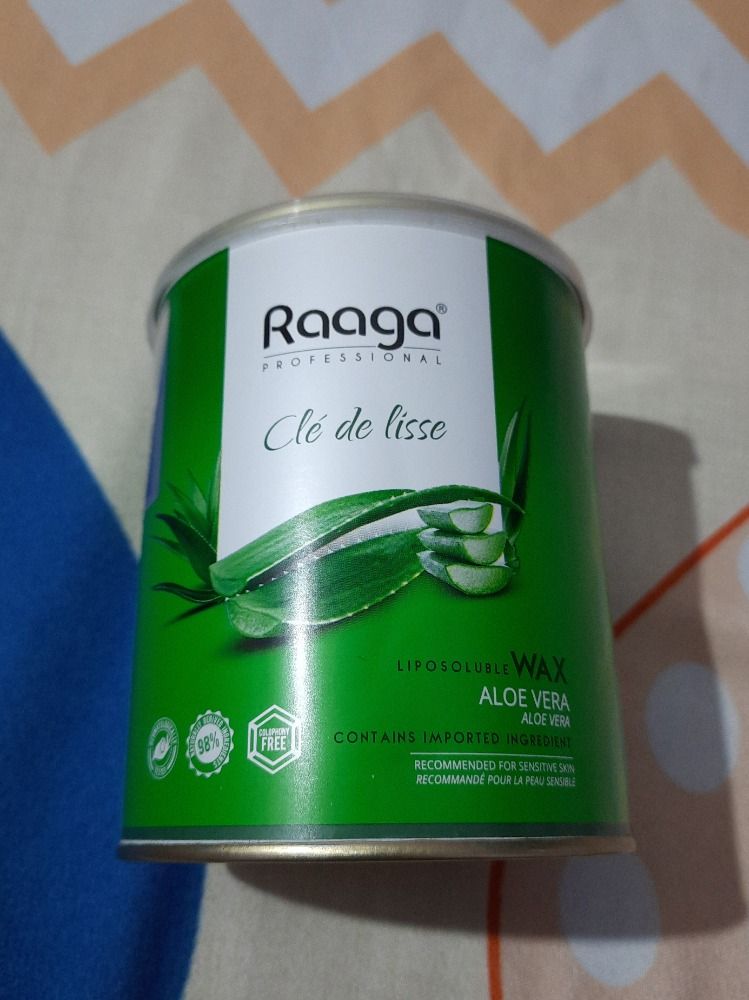 Raaga®
PROFESSIONAL
Clé de lisse
LIPOSOLUBLE WAX
ALOE VERA
ALOE VERA
CONTAINS IMPORTED INGREDIENT
RECOMMENDED FOR SENSITIVE SKIN
RECOMMANDÉ POUR LA PEAU SENSIBLE
98%
COLOPHONY
FREE